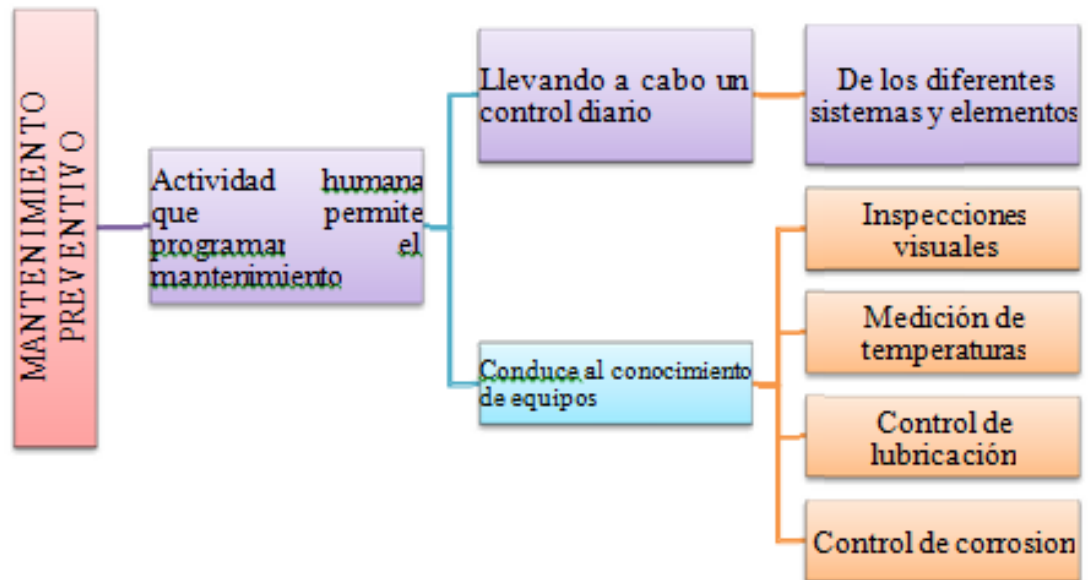 MANTENIMIENTO
PREVENTIVO
Actividad humana
que permite
programar el
mantenimiento
Llevando a cabo un
control diario
De los diferentes
sistemas y elementos
Conduce al conocimiento
de equipos
Inspecciones
visuales
Medición de
temperaturas
Control de
lubricación
Control de corrosion